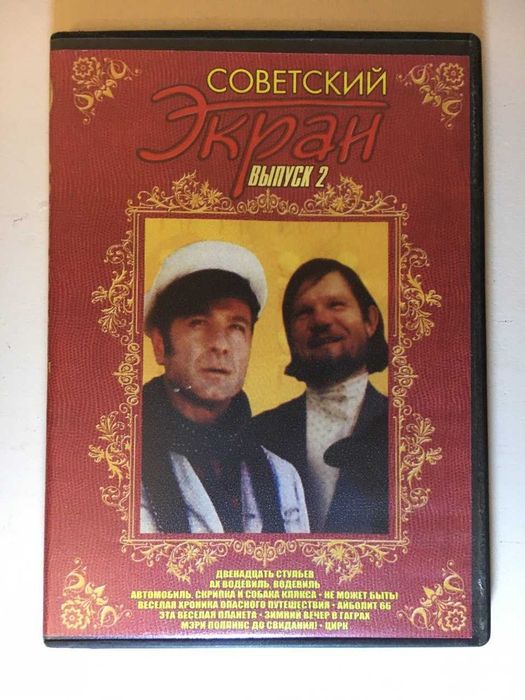 СОВЕТСКИЙ
Экран
ВЫПУСК 2
ДВЕНАДЦАТЬ СТУЛЬЕВ
АХ ВОДЕВИЛЬ, ВОДЕВИЛЬ
АВТОМОБИЛЬ, СКРИПКА И СОБАКА КЛЯКСА • НЕ МОЖЕТ БЫТЬ!
ВЕСЕЛАЯ ХРОНИКА ОПАСНОГО ПУТЕШЕСТВИЯ • АЙБОЛИТ 66
ЭТА ВЕСЕЛАЯ ПЛАНЕТА • ЗИМНИЙ ВЕЧЕР В ГАГРАХ
МЭРИ ПОППИНС ДО СВИДАНИЯ! • ЦИРК